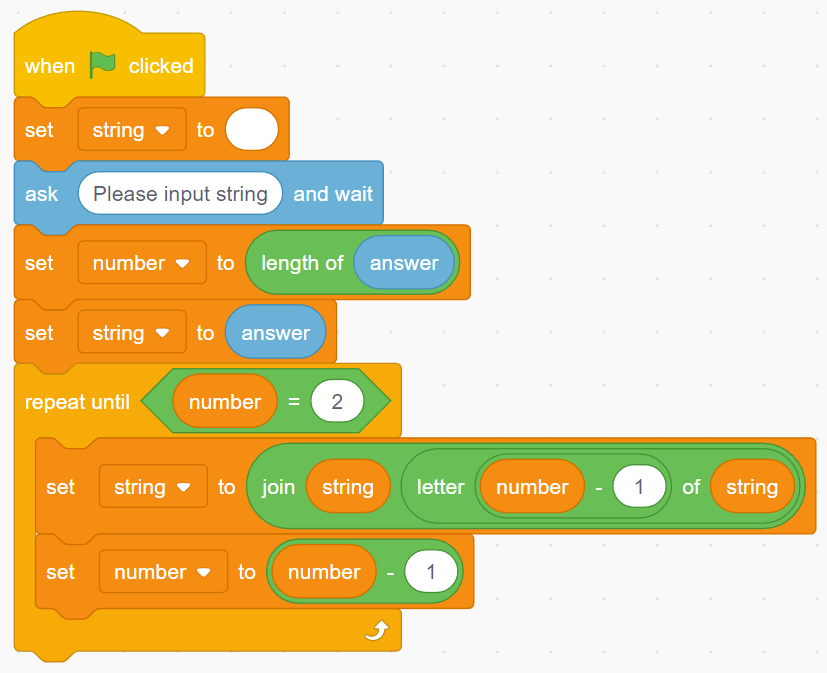 when clicked
set string to
ask Please input string and wait
set number to length of answer
set string to answer
repeat until number = 2
set string to join string letter number - 1 of string
set number to number - 1